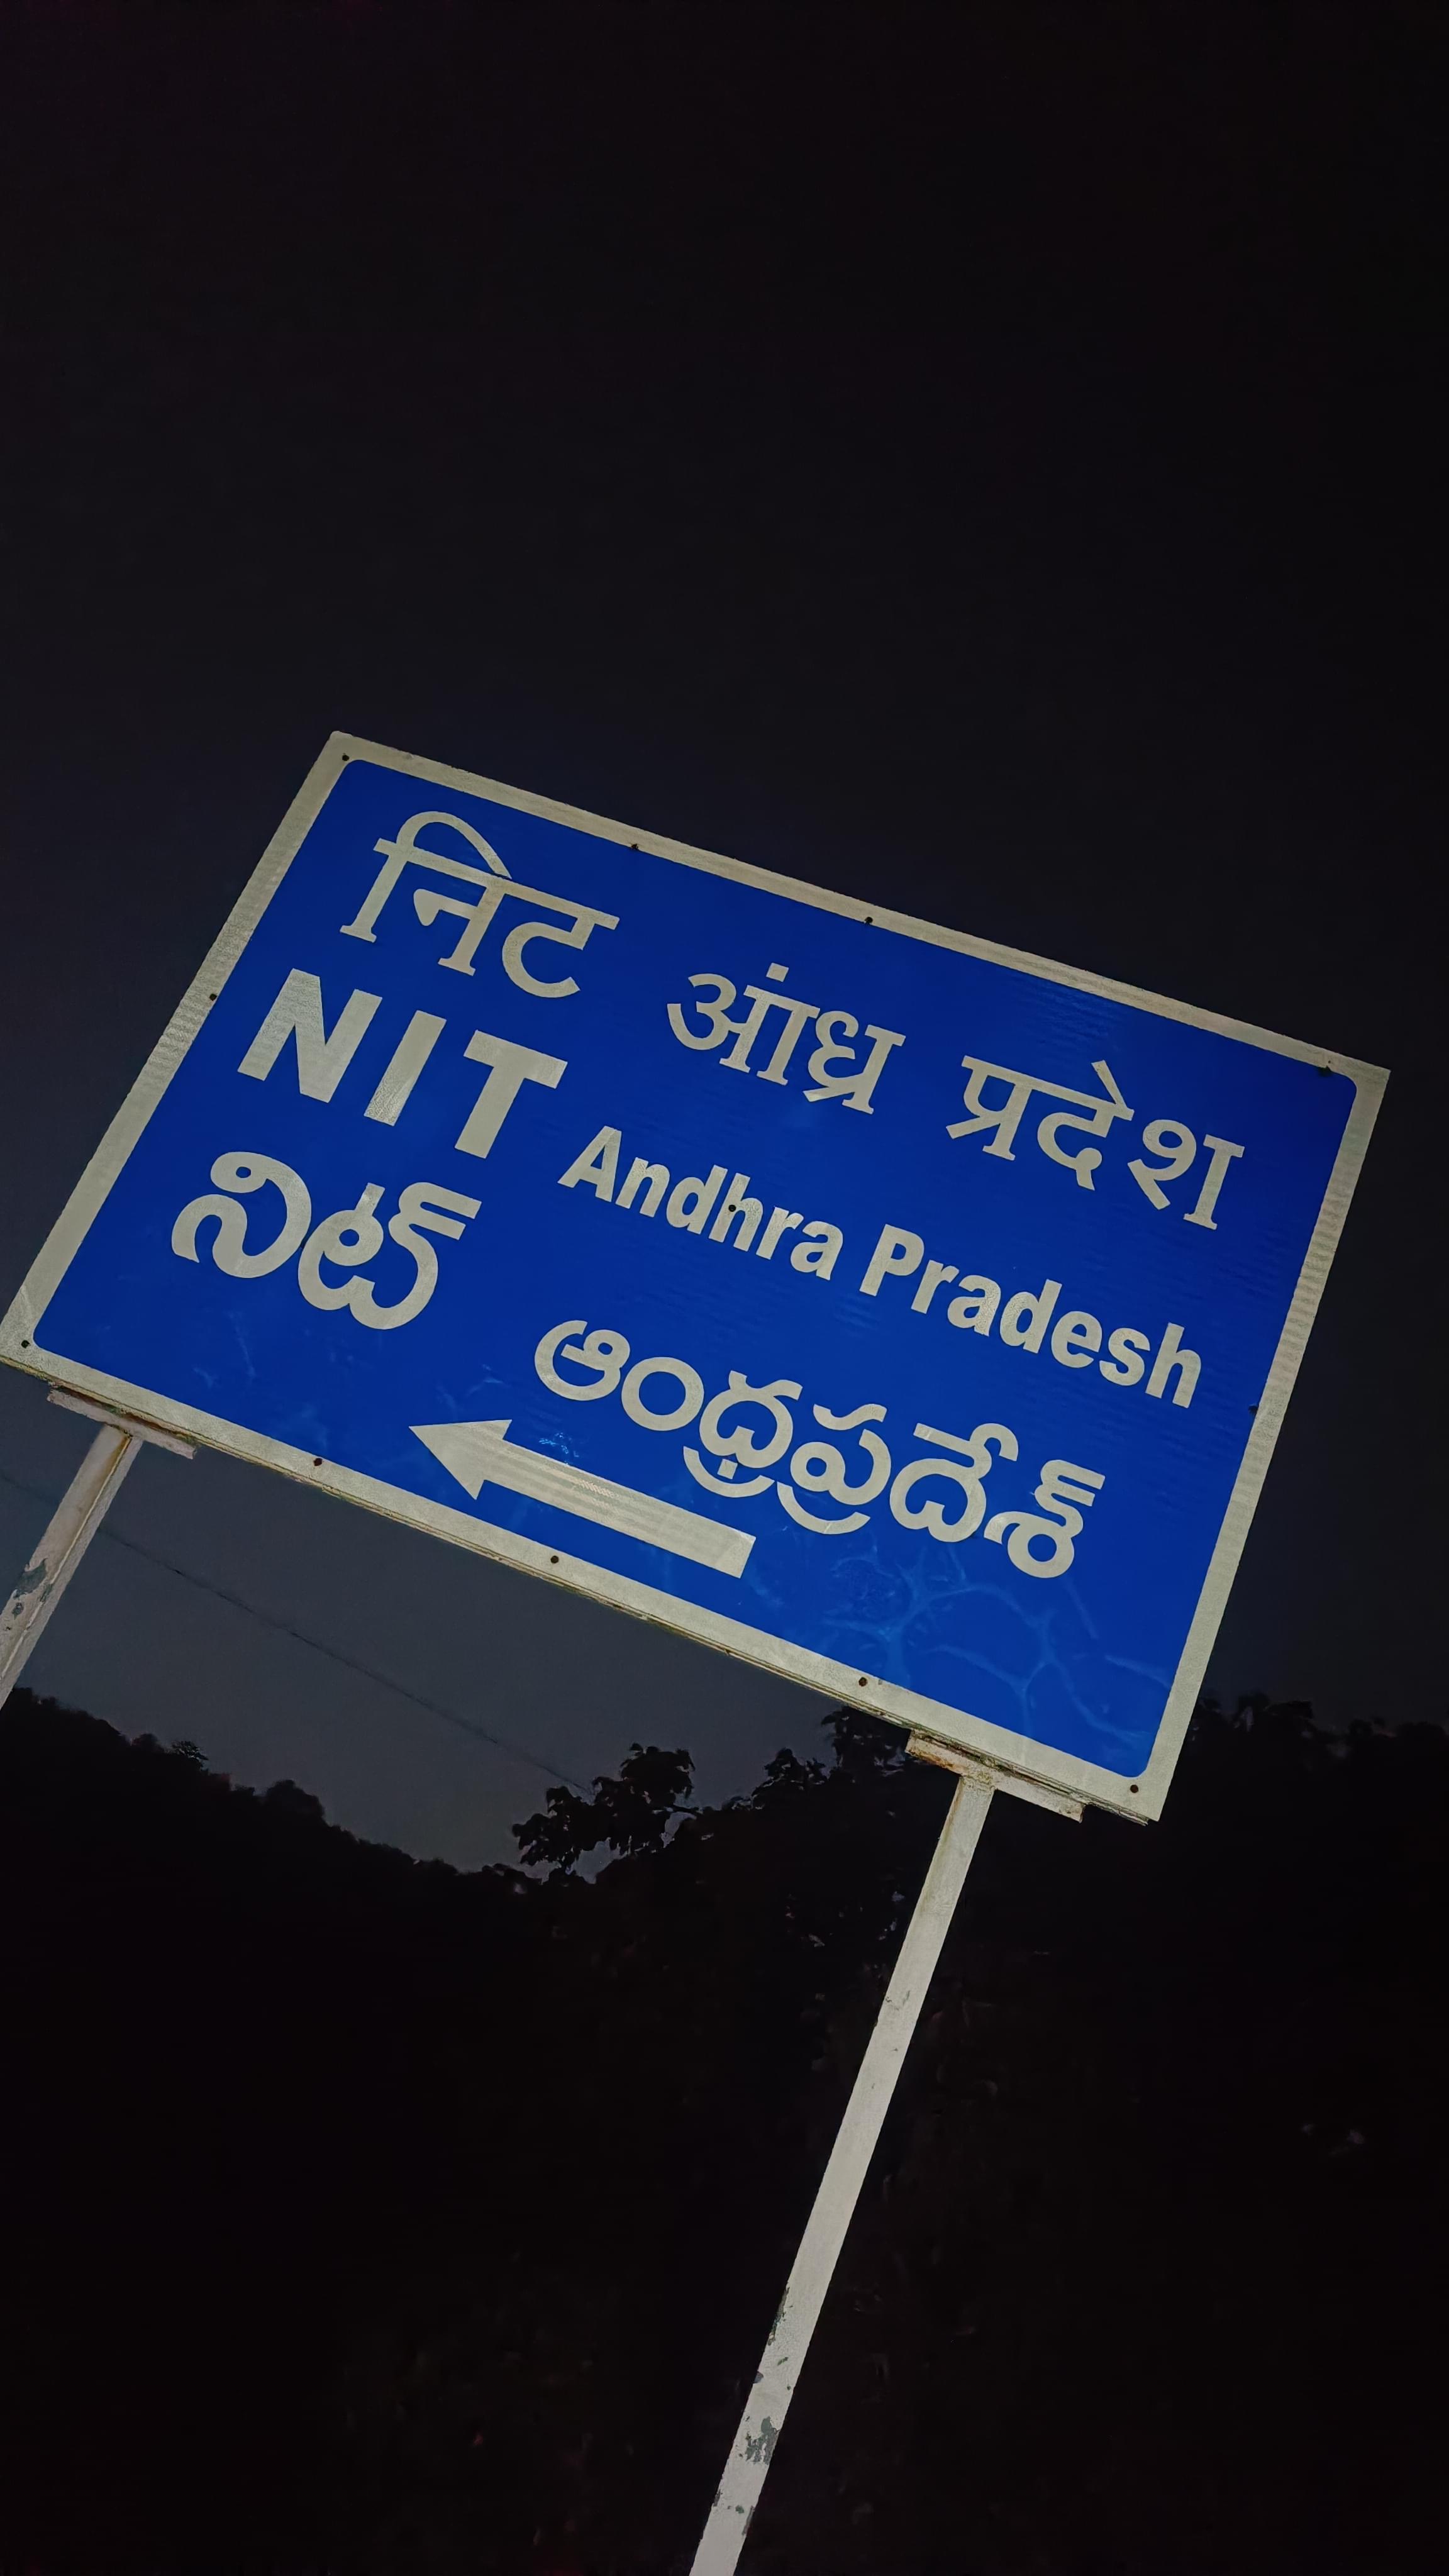 निट आंध्र प्रदेश
NIT Andhra Pradesh
నిట్ ఆంధ్రప్రదేశ్